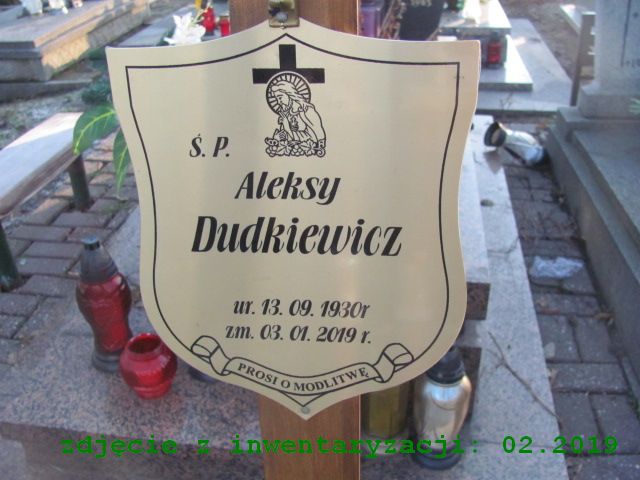 Ś. P.
Aleksy
Dudkiewicz
ur. 13. 09. 1930r
zm. 03. 01. 2019 r.
PROSI O MODLITWĘ
zdjęcie z inwentaryzacji: 02.2019